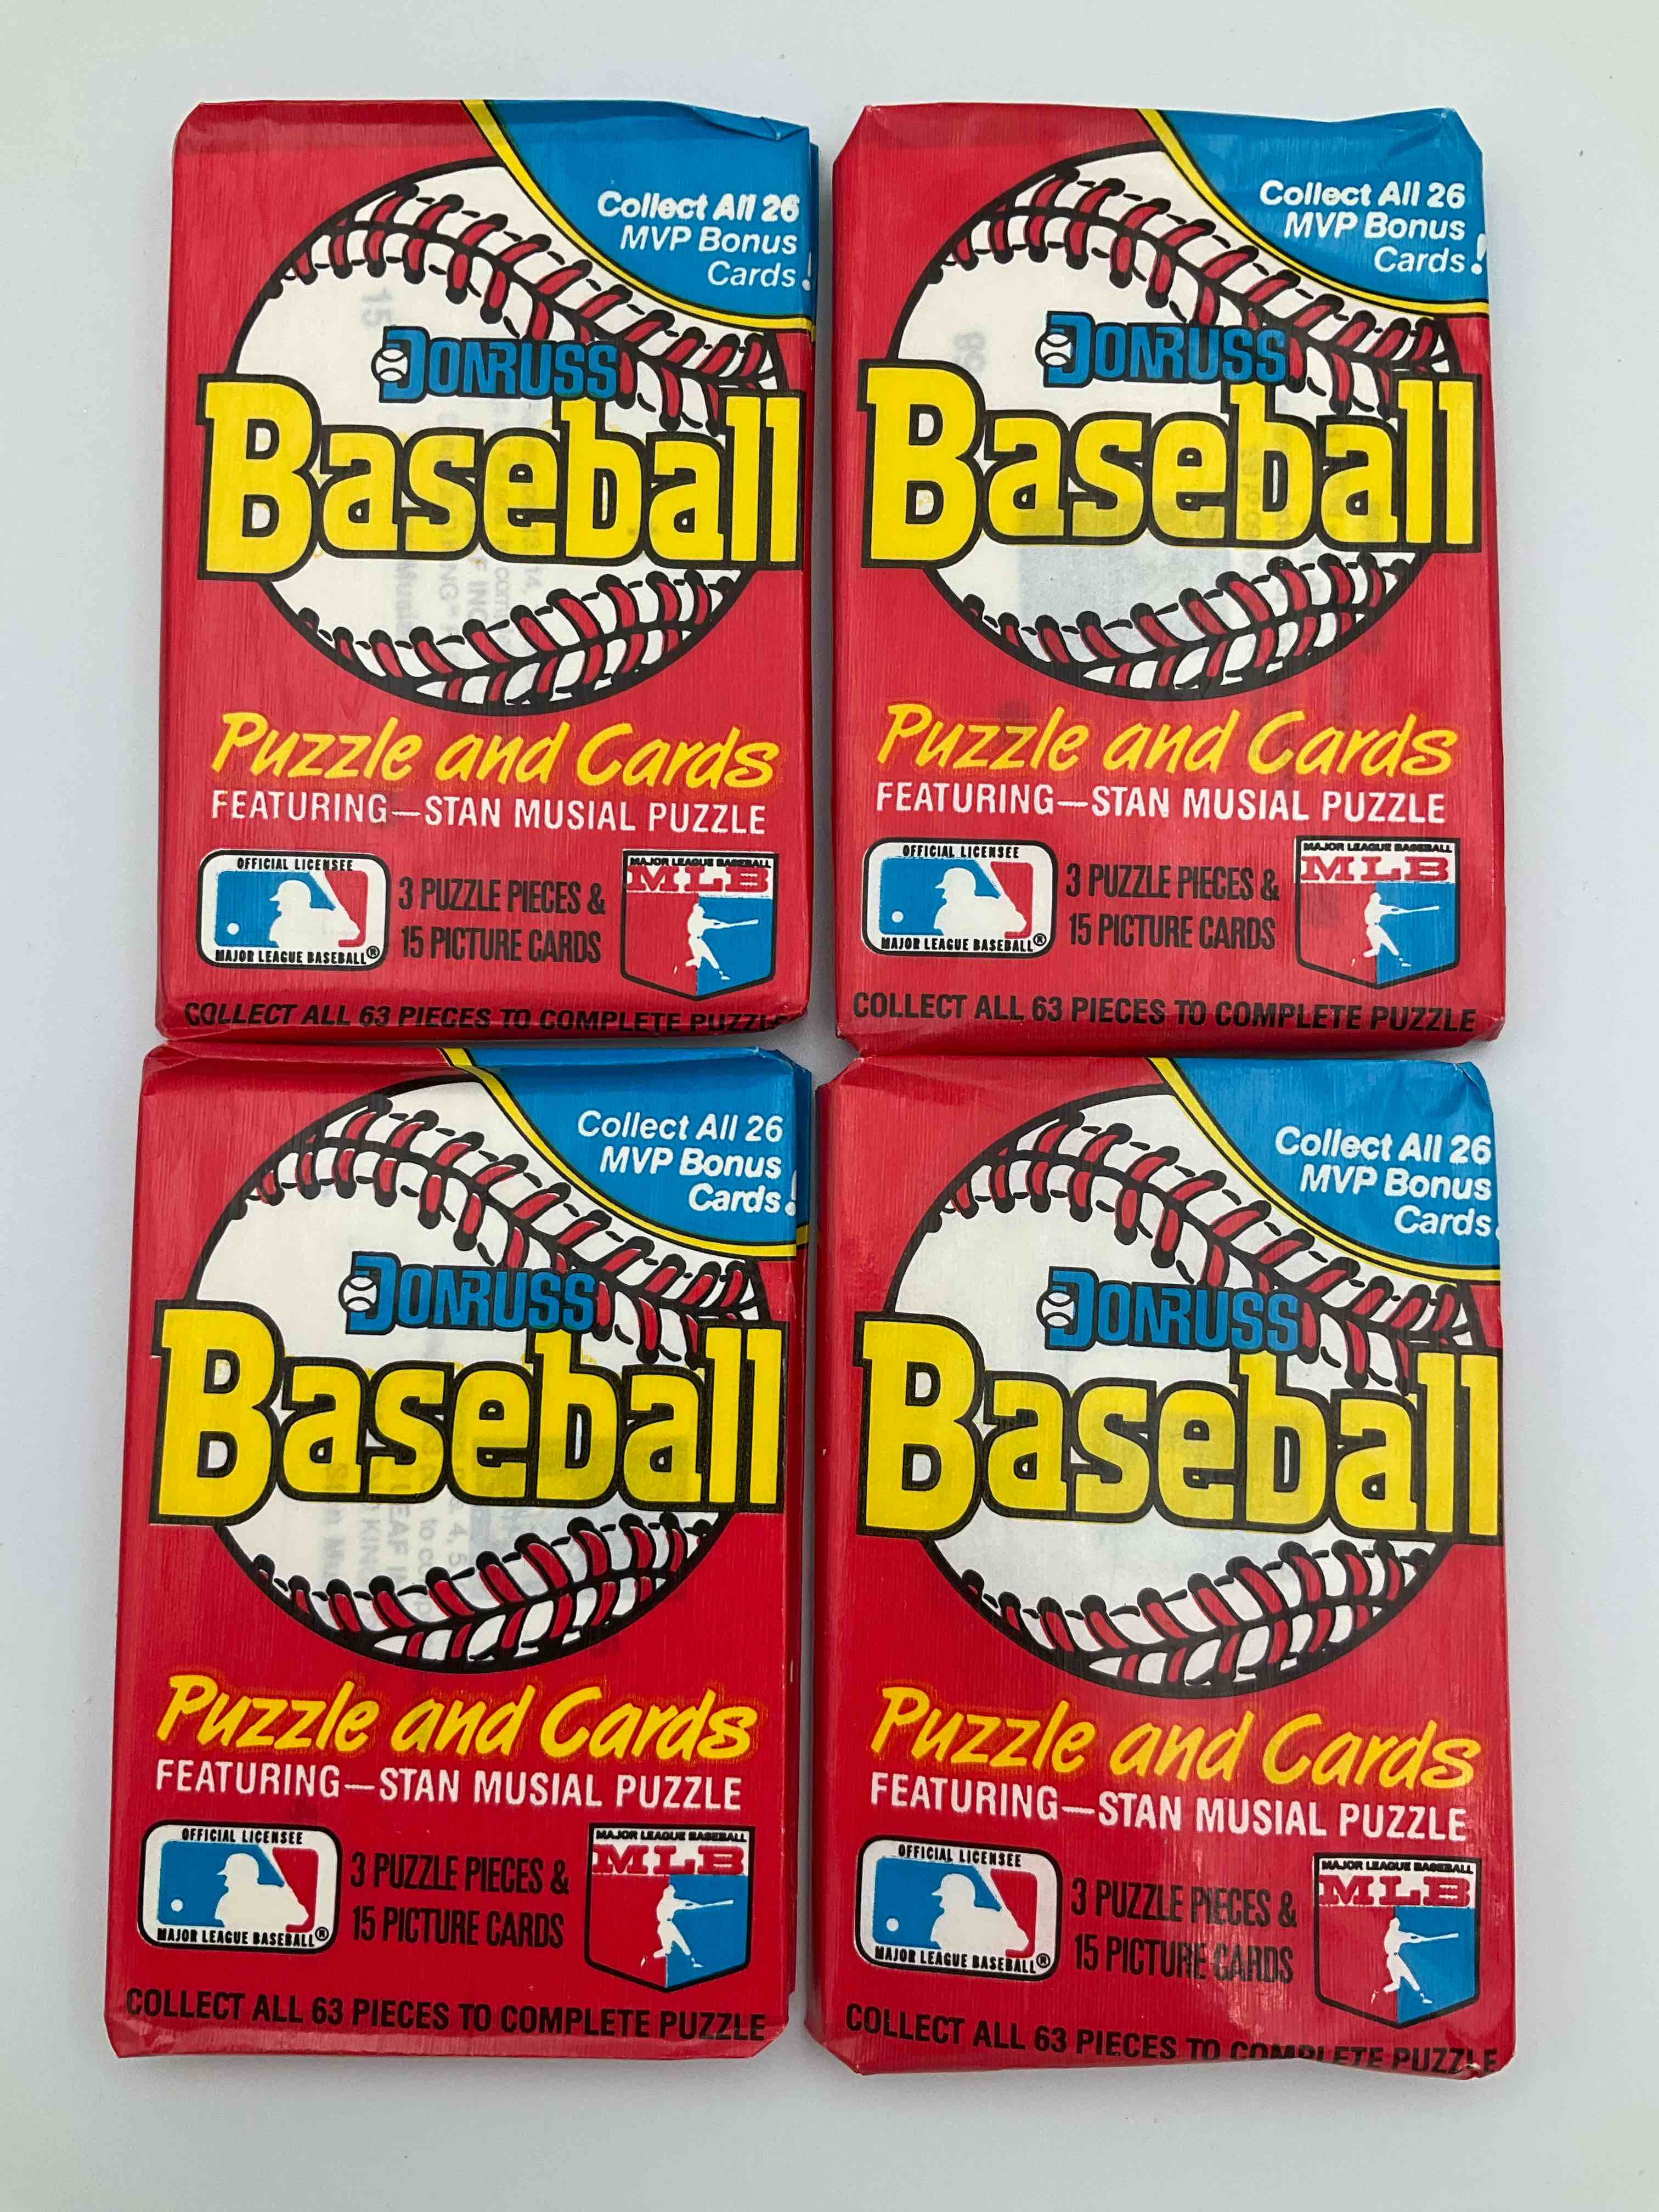 Collect All 26
MVP Bonus
Cards!
DONRUSS
Baseball
Puzzle and Cards
FEATURING—STAN MUSIAL PUZZLE
OFFICIAL LICENSEE
MAJOR LEAGUE BASEBALL®
3 PUZZLE PIECES &
15 PICTURE CARDS
MAJOR LEAGUE BASEBALL
MLB
COLLECT ALL 63 PIECES TO COMPLETE PUZZLE
Collect All 26
MVP Bonus
Cards!
DONRUSS
Baseball
Puzzle and Cards
FEATURING—STAN MUSIAL PUZZLE
OFFICIAL LICENSEE
MAJOR LEAGUE BASEBALL®
3 PUZZLE PIECES &
15 PICTURE CARDS
MAJOR LEAGUE BASEBALL
MLB
COLLECT ALL 63 PIECES TO COMPLETE PUZZLE
Collect All 26
MVP Bonus
Cards!
DONRUSS
Baseball
Puzzle and Cards
FEATURING—STAN MUSIAL PUZZLE
OFFICIAL LICENSEE
MAJOR LEAGUE BASEBALL®
3 PUZZLE PIECES &
15 PICTURE CARDS
MAJOR LEAGUE BASEBALL
MLB
COLLECT ALL 63 PIECES TO COMPLETE PUZZLE
Collect All 26
MVP Bonus
Cards
DONRUSS
Baseball
Puzzle and Cards
FEATURING—STAN MUSIAL PUZZLE
OFFICIAL LICENSEE
MAJOR LEAGUE BASEBALL®
3 PUZZLE PIECES &
15 PICTURE CARDS
MAJOR LEAGUE BASEBALL
MLB
COLLECT ALL 63 PIECES TO COMPLETE PUZZLE